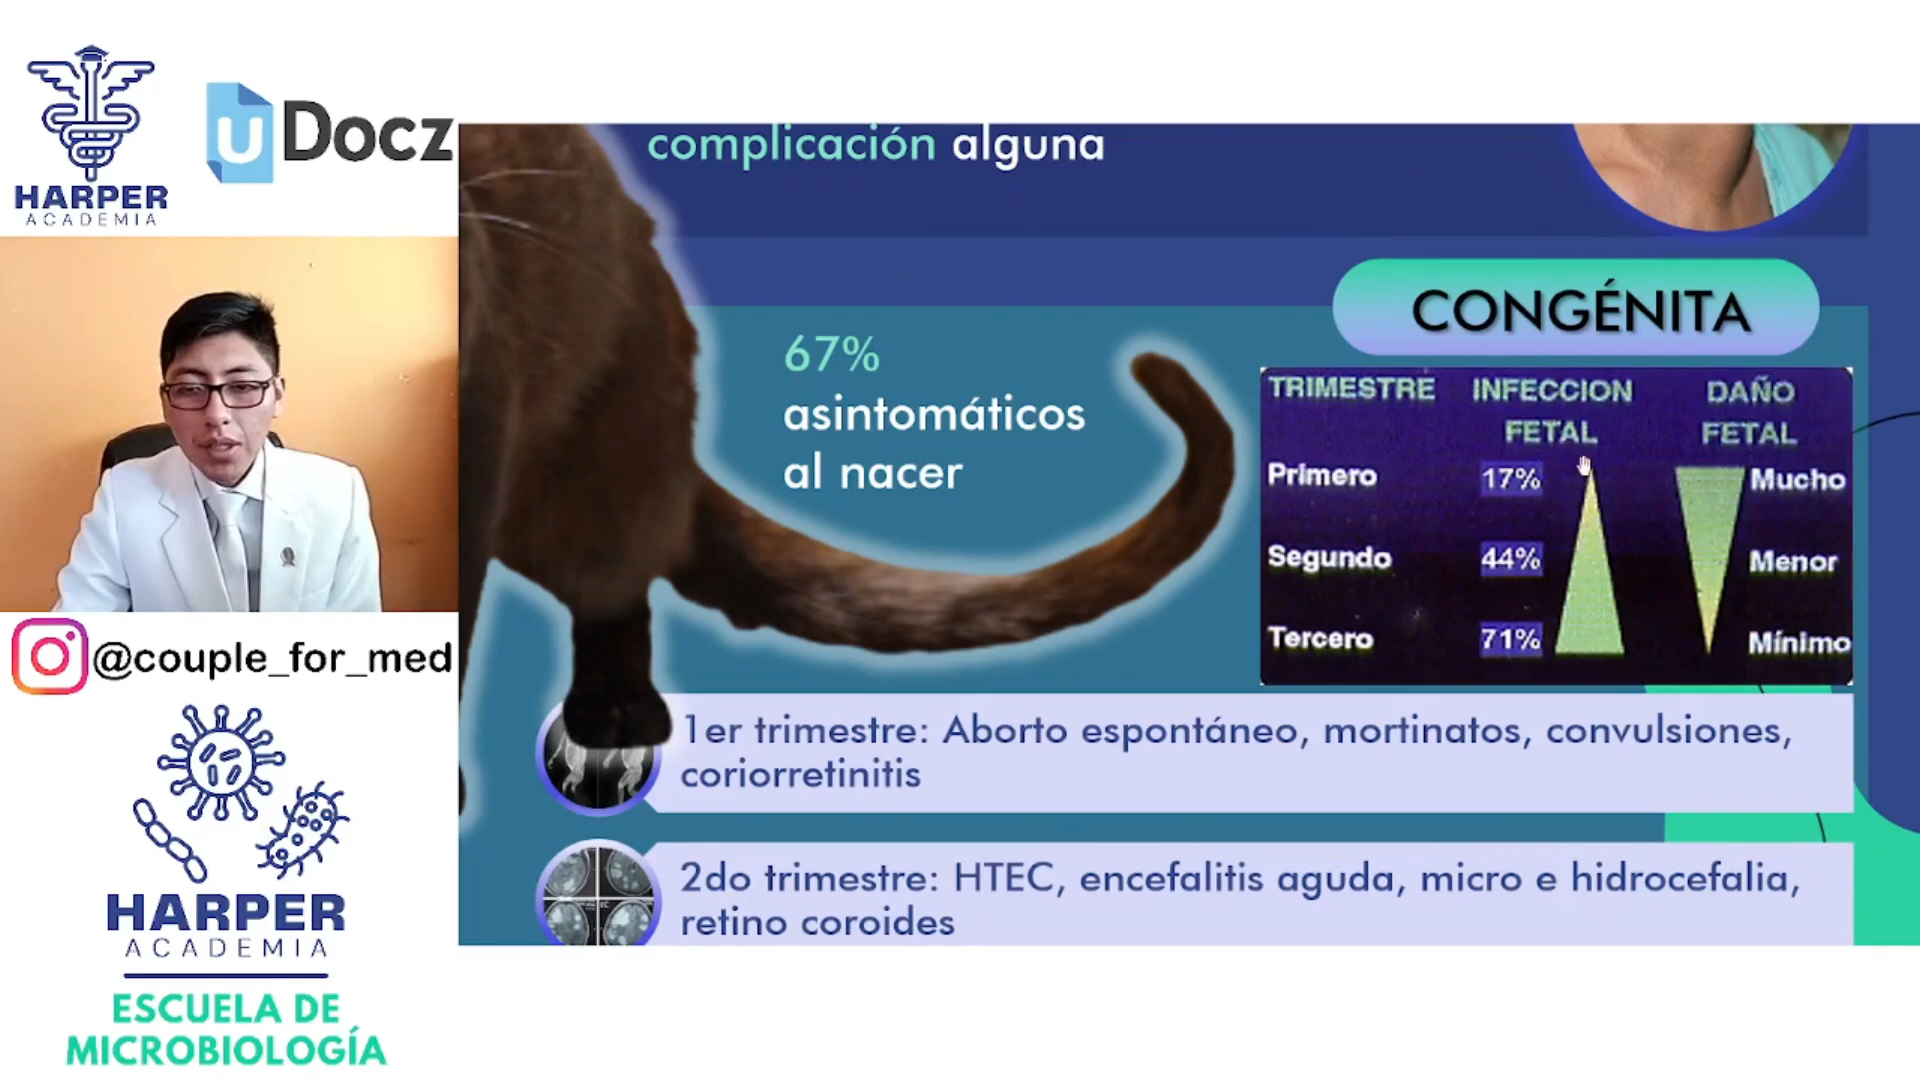 HARPER
ACADEMIA
u Docz
complicación alguna
CONGÉNITA
67%
asintomáticos
al nacer
TRIMESTRE INFECCION DAÑO
FETAL FETAL
Primero 17% Mucho
Segundo 44% Menor
Tercero 71% Mínimo
@couple_for_med
1er trimestre: Aborto espontáneo, mortinatos, convulsiones,
coriorretinitis
2do trimestre: HTEC, encefalitis aguda, micro e hidrocefalia,
retino coroides
HARPER
ACADEMIA
ESCUELA DE
MICROBIOLOGÍA